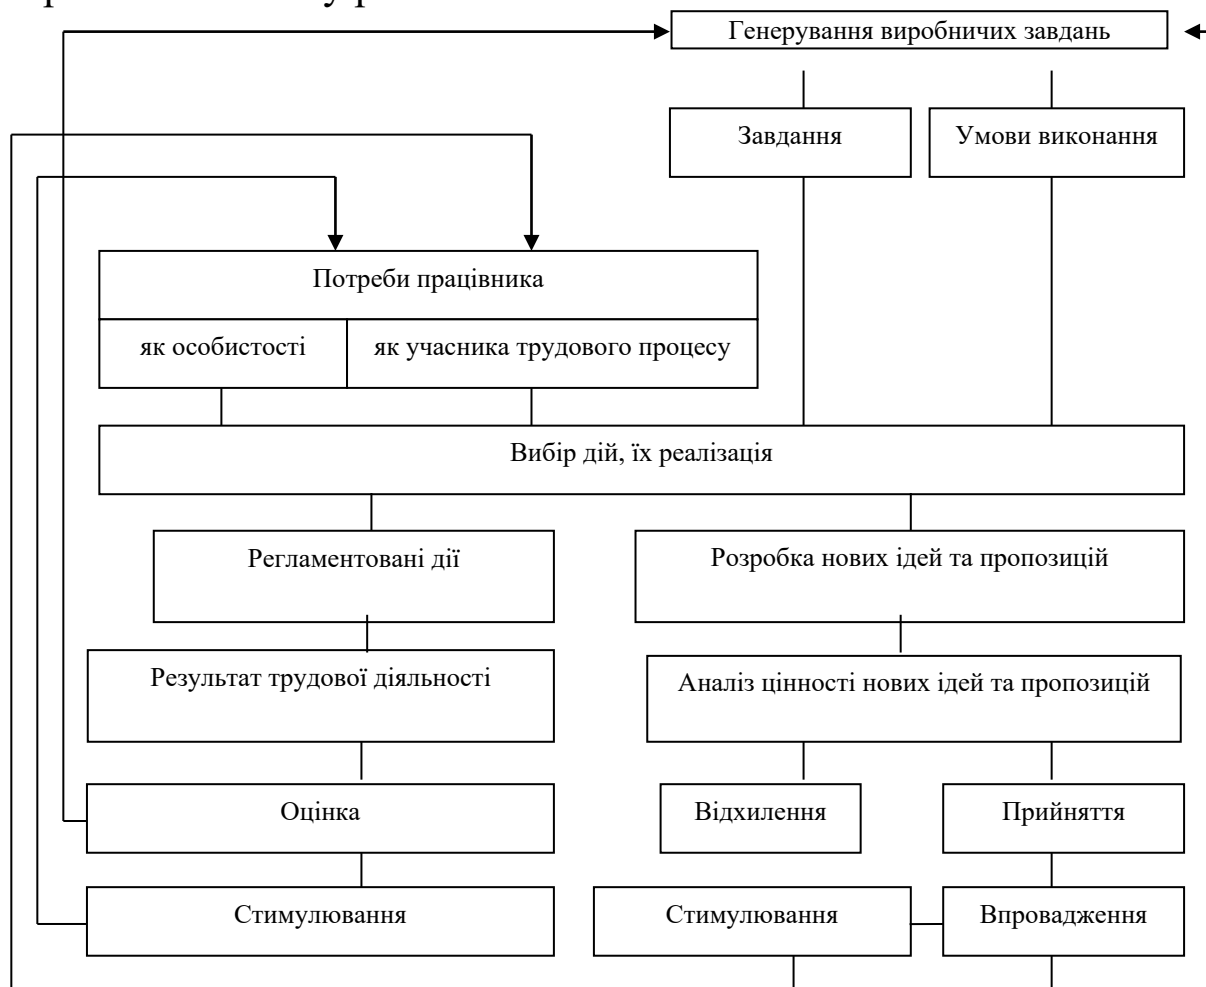 Генерування виробничих завдань
Завдання
Умови виконання
Потреби працівника
як особистості
як учасника трудового процесу
Вибір дій, їх реалізація
Регламентовані дії
Розробка нових ідей та пропозицій
Результат трудової діяльності
Аналіз цінності нових ідей та пропозицій
Оцінка
Відхилення
Прийняття
Стимулювання
Стимулювання
Впровадження